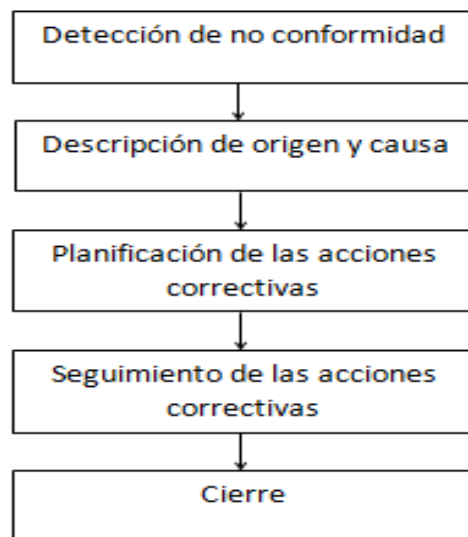 Detección de no conformidad
Descripción de origen y causa
Planificación de las acciones
correctivas
Seguimiento de las acciones
correctivas
Cierre